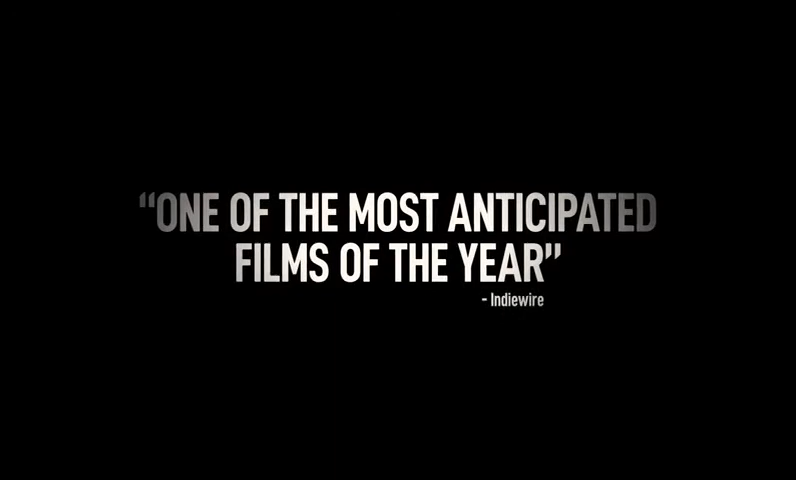 “ONE OF THE MOST ANTICIPATED
FILMS OF THE YEAR”
- Indiewire